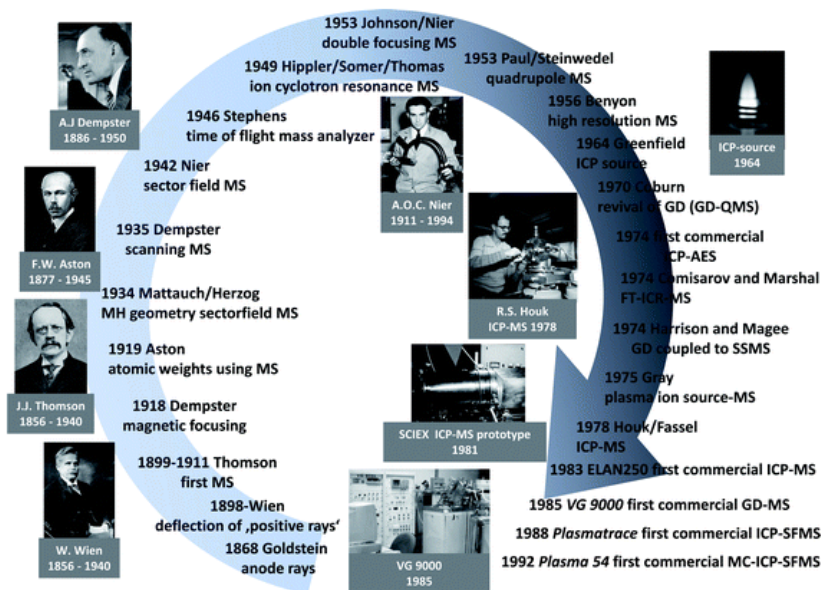 1953 Johnson/Nier
double focusing MS
1949 Hippler/Somer/Thomas
ion cyclotron resonance MS
1953 Paul/Steinwedel
quadrupole MS
1946 Stephens
time of flight mass analyzer
1956 Benyon
high resolution MS
A.J Dempster
1886 - 1950
1964 Greenfield
ICP source
ICP-source
1964
1942 Nier
sector field MS
A.O.C. Nier
1911 - 1994
1970 Coburn
revival of GD (GD-QMS)
1935 Dempster
scanning MS
1974 first commercial
ICP-AES
F.W. Aston
1877 - 1945
1974 Comisarov and Marshal
FT-ICR-MS
1934 Mattauch/Herzog
MH geometry sectorfield MS
R.S. Houk
ICP-MS 1978
1974 Harrison and Magee
GD coupled to SSMS
1919 Aston
atomic weights using MS
1975 Gray
plasma ion source-MS
J.J. Thomson
1856 - 1940
1918 Dempster
magnetic focusing
SCIEX ICP-MS prototype
1981
1978 Houk/Fassel
ICP-MS
1899-1911 Thomson
first MS
1983 ELAN250 first commercial ICP-MS
1898-Wien
deflection of ‚positive rays‘
1985 VG 9000 first commercial GD-MS
1988 Plasmatrace first commercial ICP-SFMS
W. Wien
1856 - 1940
1868 Goldstein
anode rays
VG 9000
1985
1992 Plasma 54 first commercial MC-ICP-SFMS